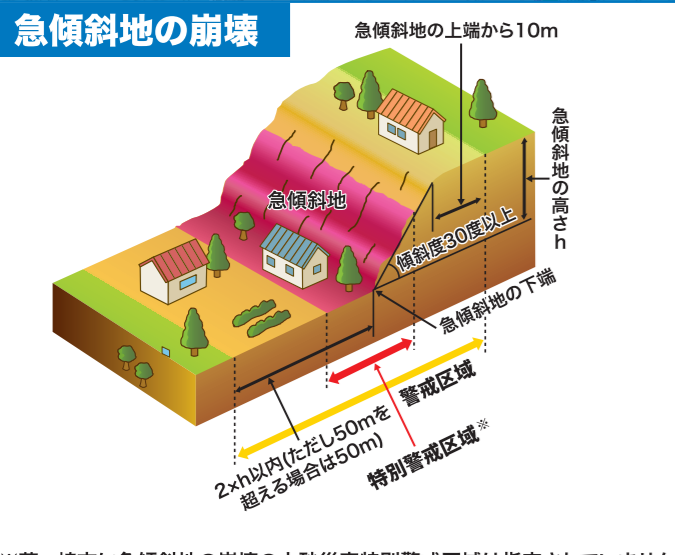 急傾斜地の崩壊
急傾斜地の上端から10m
急傾斜地の高さh
急傾斜地
傾斜度30度以上
急傾斜地の下端
警戒区域
特別警戒区域※
2×h以内(ただし50mを
超える場合は50m)